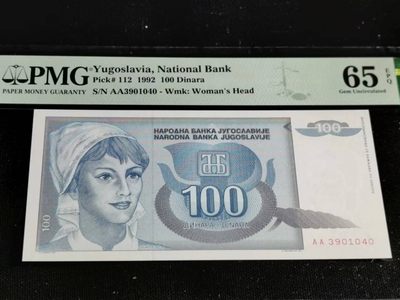 PMG
PAPER MONEY GUARANTY
Yugoslavia, National Bank
Pick# 112 1992 100 Dinara
S/N AA3901040 - Wmk: Woman's Head
65 EPQ
Gem Uncirculated
НАРОДНА БАНКА ЈУГОСЛАВИЈЕ
NARODNA BANKA JUGOSLAVIJE
100
100
100
AA 3901040